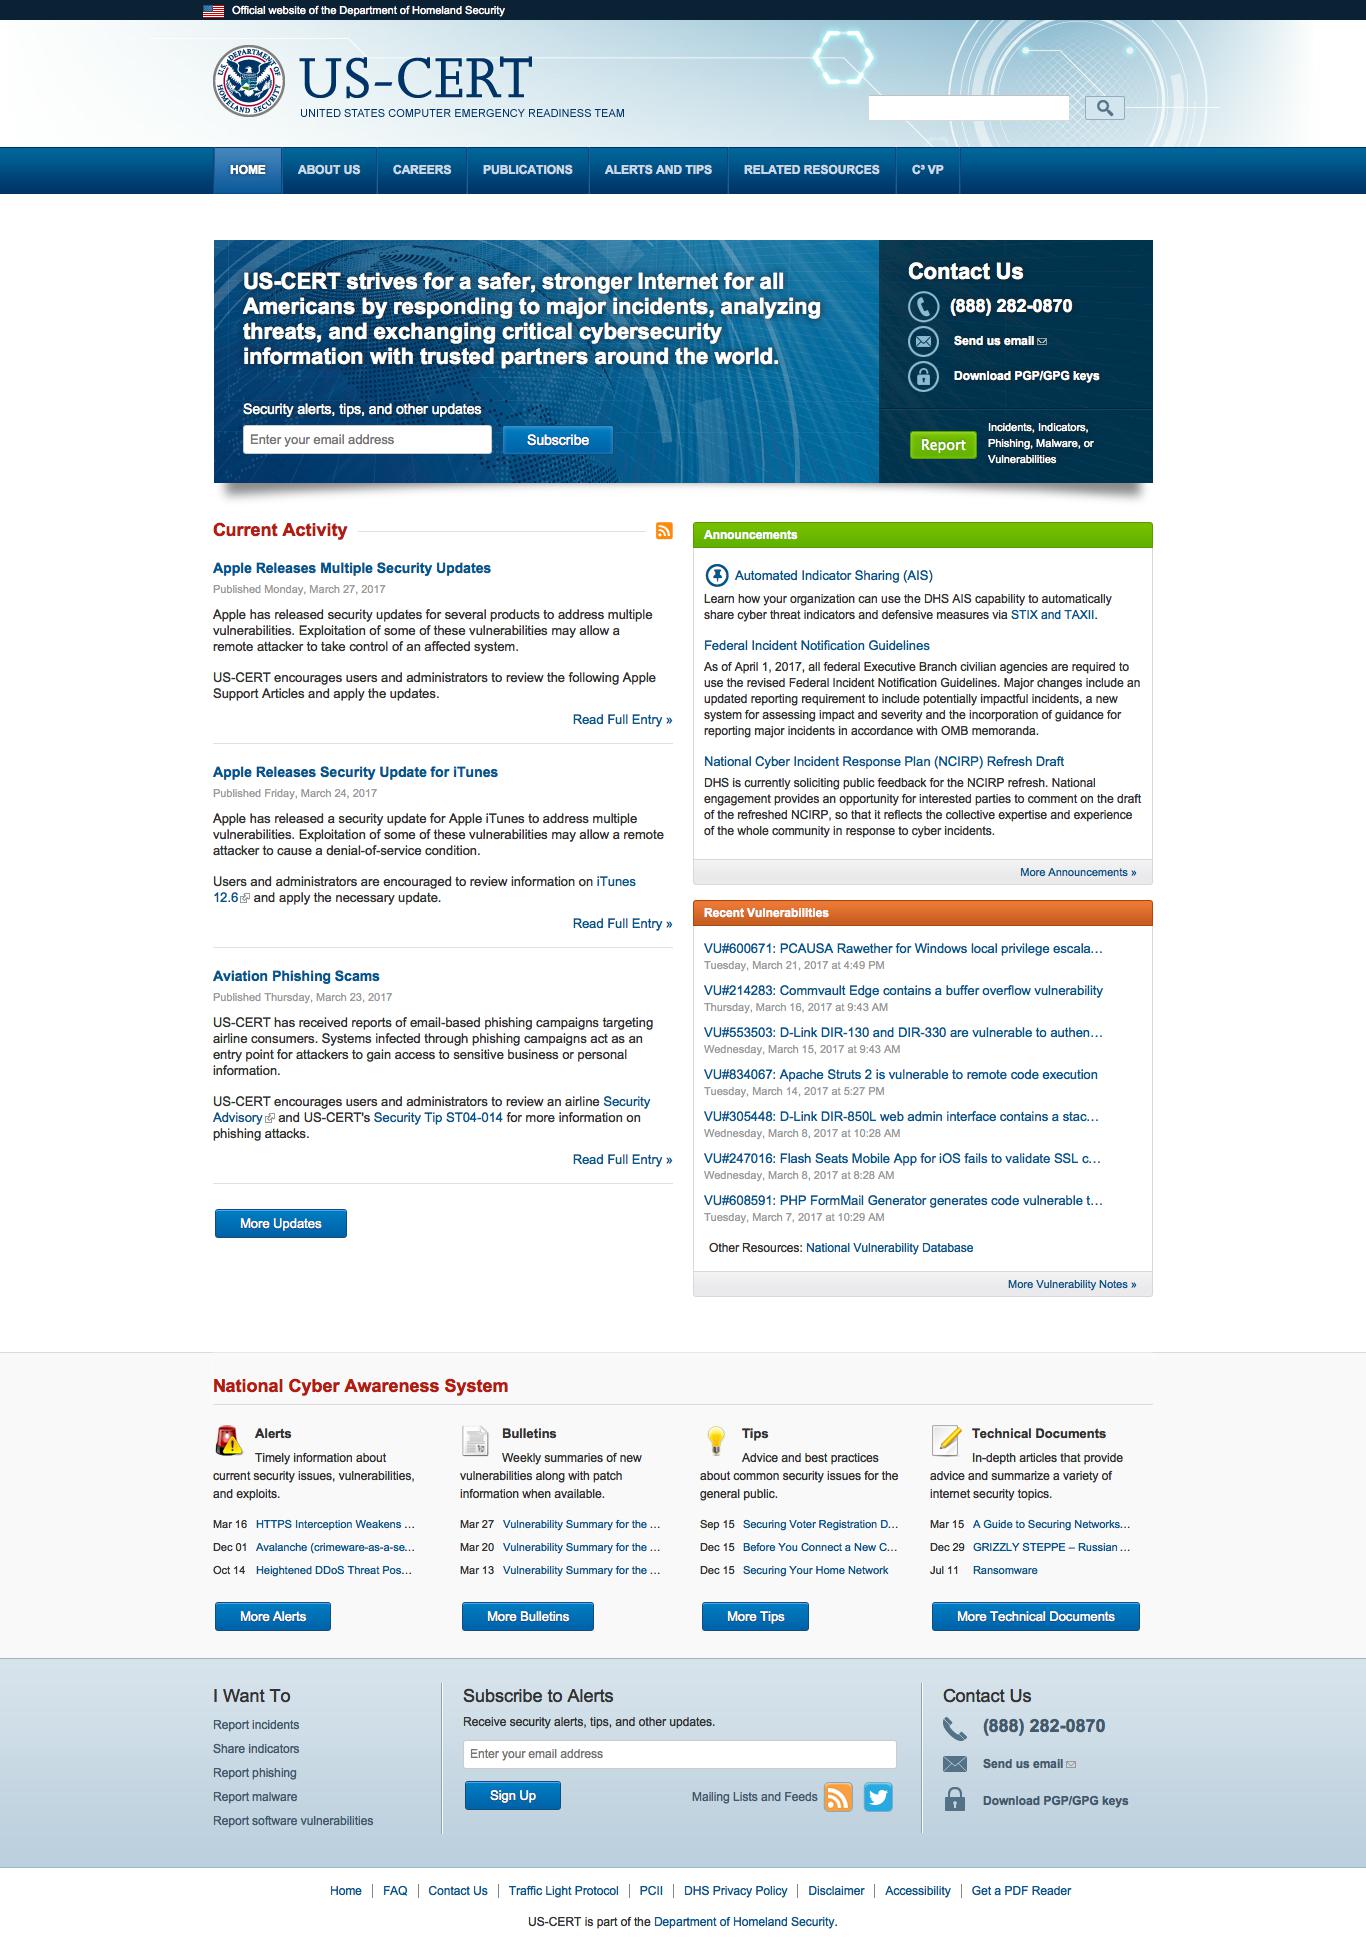 Official website of the Department of Homeland Security
US-CERT
UNITED STATES COMPUTER EMERGENCY READINESS TEAM
HOME
ABOUT US
CAREERS
PUBLICATIONS
ALERTS AND TIPS
RELATED RESOURCES
C³ VP
US-CERT strives for a safer, stronger Internet for all
Americans by responding to major incidents, analyzing
threats, and exchanging critical cybersecurity
information with trusted partners around the world.
Security alerts, tips, and other updates
Enter your email address
Subscribe
Contact Us
(888) 282-0870
Send us email
Download PGP/GPG keys
Report
Incidents, Indicators,
Phishing, Malware, or
Vulnerabilities
Current Activity
Apple Releases Multiple Security Updates
Published Monday, March 27, 2017
Apple has released security updates for several products to address multiple
vulnerabilities. Exploitation of some of these vulnerabilities may allow a
remote attacker to take control of an affected system.
US-CERT encourages users and administrators to review the following Apple
Support Articles and apply the updates.
Read Full Entry »
Apple Releases Security Update for iTunes
Published Friday, March 24, 2017
Apple has released a security update for Apple iTunes to address multiple
vulnerabilities. Exploitation of some of these vulnerabilities may allow a remote
attacker to cause a denial-of-service condition.
Users and administrators are encouraged to review information on iTunes
12.6 and apply the necessary update.
Read Full Entry »
Aviation Phishing Scams
Published Thursday, March 23, 2017
US-CERT has received reports of email-based phishing campaigns targeting
airline consumers. Systems infected through phishing campaigns act as an
entry point for attackers to gain access to sensitive business or personal
information.
US-CERT encourages users and administrators to review an airline Security
Advisory and US-CERT's Security Tip ST04-014 for more information on
phishing attacks.
Read Full Entry »
More Updates
Announcements
Automated Indicator Sharing (AIS)
Learn how your organization can use the DHS AIS capability to automatically
share cyber threat indicators and defensive measures via STIX and TAXII.
Federal Incident Notification Guidelines
As of April 1, 2017, all federal Executive Branch civilian agencies are required to
use the revised Federal Incident Notification Guidelines. Major changes include an
updated reporting requirement to include potentially impactful incidents, a new
system for assessing impact and severity and the incorporation of guidance for
reporting major incidents in accordance with OMB memoranda.
National Cyber Incident Response Plan (NCIRP) Refresh Draft
DHS is currently soliciting public feedback for the NCIRP refresh. National
engagement provides an opportunity for interested parties to comment on the draft
of the refreshed NCIRP, so that it reflects the collective expertise and experience
of the whole community in response to cyber incidents.
More Announcements »
Recent Vulnerabilities
VU#600671: PCAUSA Rawether for Windows local privilege escala...
Tuesday, March 21, 2017 at 4:49 PM
VU#214283: Commvault Edge contains a buffer overflow vulnerability
Thursday, March 16, 2017 at 9:43 AM
VU#553503: D-Link DIR-130 and DIR-330 are vulnerable to authen...
Wednesday, March 15, 2017 at 9:43 AM
VU#834067: Apache Struts 2 is vulnerable to remote code execution
Tuesday, March 14, 2017 at 5:27 PM
VU#305448: D-Link DIR-850L web admin interface contains a stac...
Wednesday, March 8, 2017 at 10:28 AM
VU#247016: Flash Seats Mobile App for iOS fails to validate SSL c...
Wednesday, March 8, 2017 at 8:28 AM
VU#608591: PHP FormMail Generator generates code vulnerable t...
Tuesday, March 7, 2017 at 10:29 AM
Other Resources: National Vulnerability Database
More Vulnerability Notes »
National Cyber Awareness System
Alerts
Timely information about
current security issues, vulnerabilities,
and exploits.
Mar 16 HTTPS Interception Weakens ...
Dec 01 Avalanche (crimeware-as-a-se...
Oct 14 Heightened DDoS Threat Pos...
More Alerts
Bulletins
Weekly summaries of new
vulnerabilities along with patch
information when available.
Mar 27 Vulnerability Summary for the ...
Mar 20 Vulnerability Summary for the ...
Mar 13 Vulnerability Summary for the ...
More Bulletins
Tips
Advice and best practices
about common security issues for the
general public.
Sep 15 Securing Voter Registration D...
Dec 15 Before You Connect a New C...
Dec 15 Securing Your Home Network
More Tips
Technical Documents
In-depth articles that provide
advice and summarize a variety of
internet security topics.
Mar 15 A Guide to Securing Networks...
Dec 29 GRIZZLY STEPPE – Russian ...
Jul 11 Ransomware
More Technical Documents
I Want To
Report incidents
Share indicators
Report phishing
Report malware
Report software vulnerabilities
Subscribe to Alerts
Receive security alerts, tips, and other updates.
Enter your email address
Sign Up
Mailing Lists and Feeds
Contact Us
(888) 282-0870
Send us email
Download PGP/GPG keys
Home
FAQ
Contact Us
Traffic Light Protocol
PCII
DHS Privacy Policy
Disclaimer
Accessibility
Get a PDF Reader
US-CERT is part of the Department of Homeland Security.